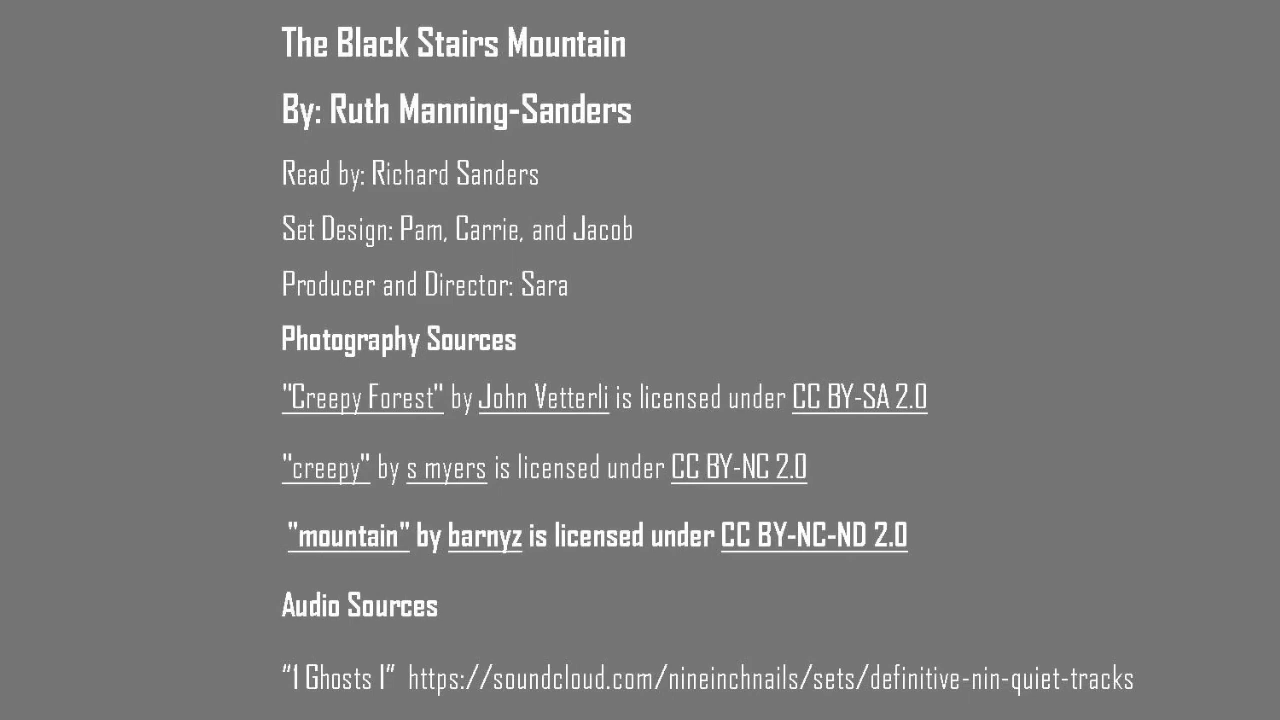 The Black Stairs Mountain
By: Ruth Manning-Sanders
Read by: Richard Sanders
Set Design: Pam, Carrie, and Jacob
Producer and Director: Sara
Photography Sources
"Creepy Forest" by John Vetterli is licensed under CC BY-SA 2.0
"creepy" by s myers is licensed under CC BY-NC 2.0
"mountain" by barnyz is licensed under CC BY-NC-ND 2.0
Audio Sources
“1 Ghosts I” https://soundcloud.com/nineinchnails/sets/definitive-nin-quiet-tracks